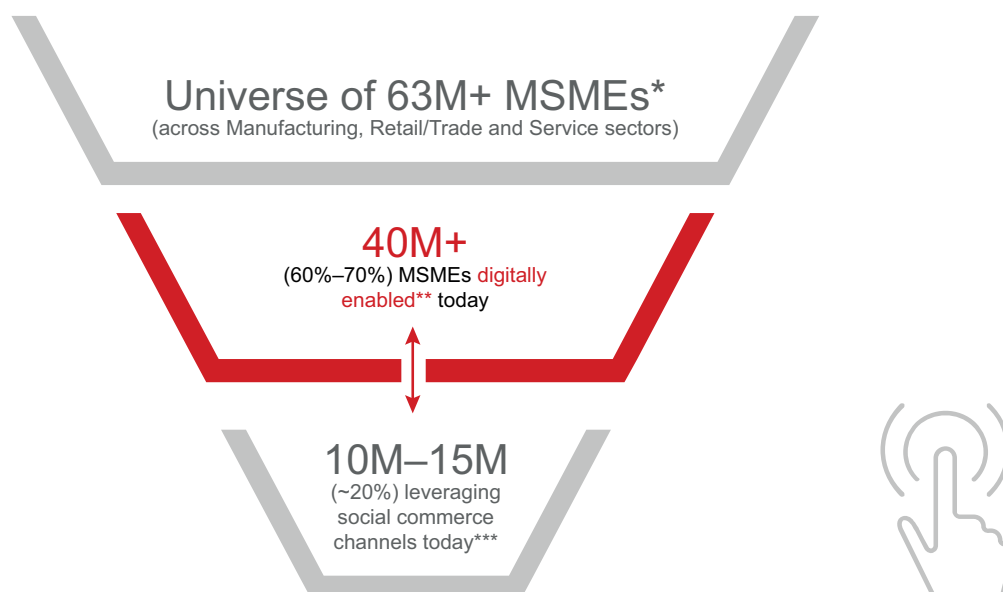 Universe of 63M+ MSMEs*
(across Manufacturing, Retail/Trade and Service sectors)
40M+
(60%–70%) MSMEs digitally
enabled** today
10M–15M
(~20%) leveraging
social commerce
channels today***